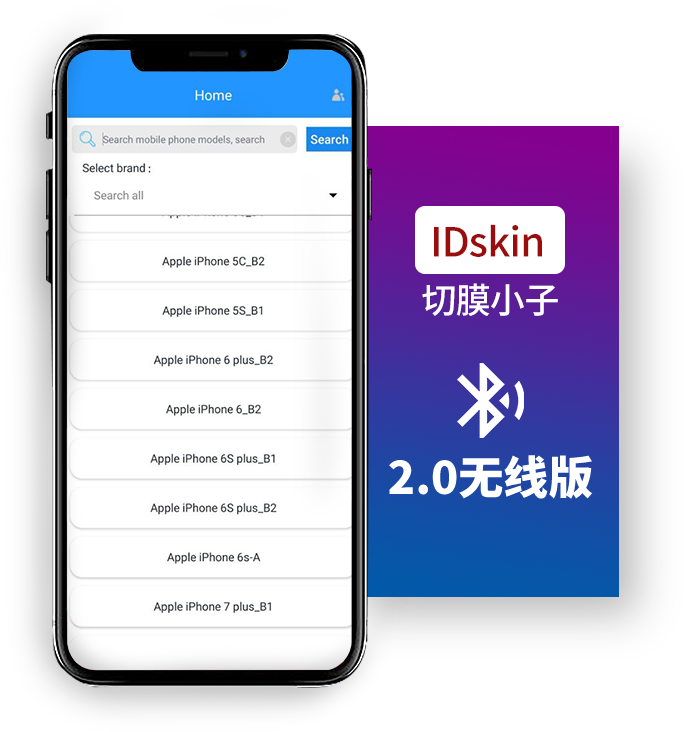 Home
Search mobile phone models, search
Search
Select brand :
Search all
Apple iPhone 5C_B2
Apple iPhone 5S_B1
Apple iPhone 6 plus_B2
Apple iPhone 6_B2
Apple iPhone 6S plus_B1
Apple iPhone 6S plus_B2
Apple iPhone 6s-A
Apple iPhone 7 plus_B1
IDskin
切膜小子
2.0无线版